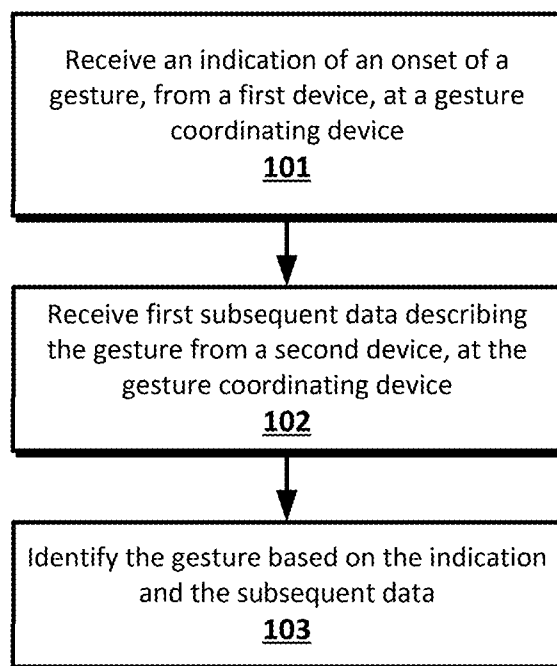 Receive an indication of an onset of a
gesture, from a first device, at a gesture
coordinating device
101
Receive first subsequent data describing
the gesture from a second device, at the
gesture coordinating device
102
Identify the gesture based on the indication
and the subsequent data
103